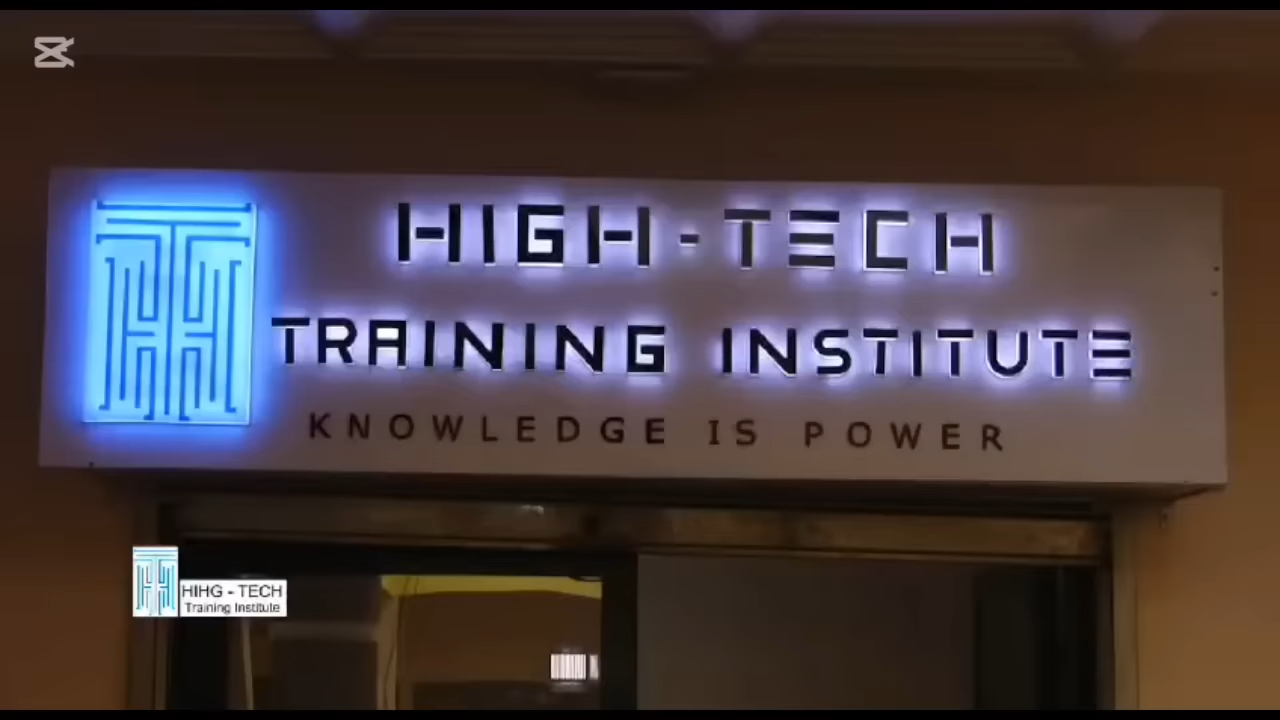 HIGH-TECH
TRAINING INSTITUTE
KNOWLEDGE IS POWER
HIHG - TECH
Training Institute